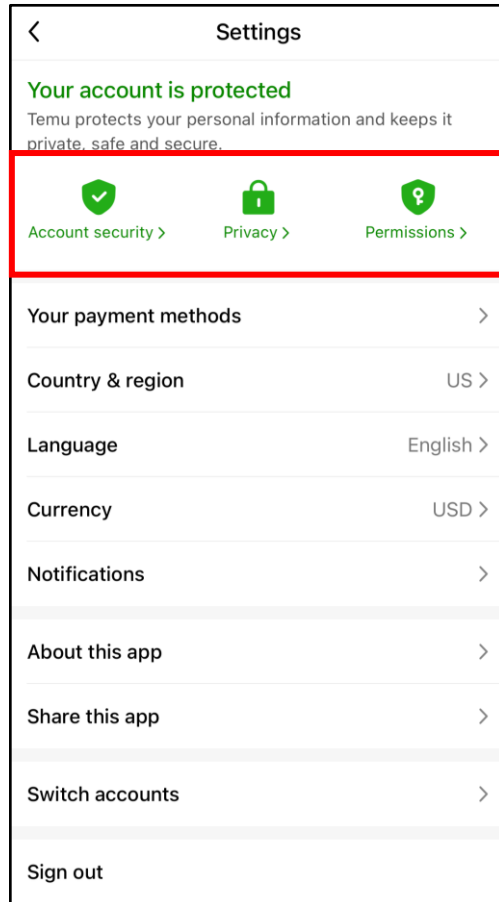 Settings
Your account is protected
Temu protects your personal information and keeps it
private, safe and secure.
Account security >
Privacy >
Permissions >
Your payment methods >
Country & region US >
Language English >
Currency USD >
Notifications >
About this app >
Share this app >
Switch accounts >
Sign out